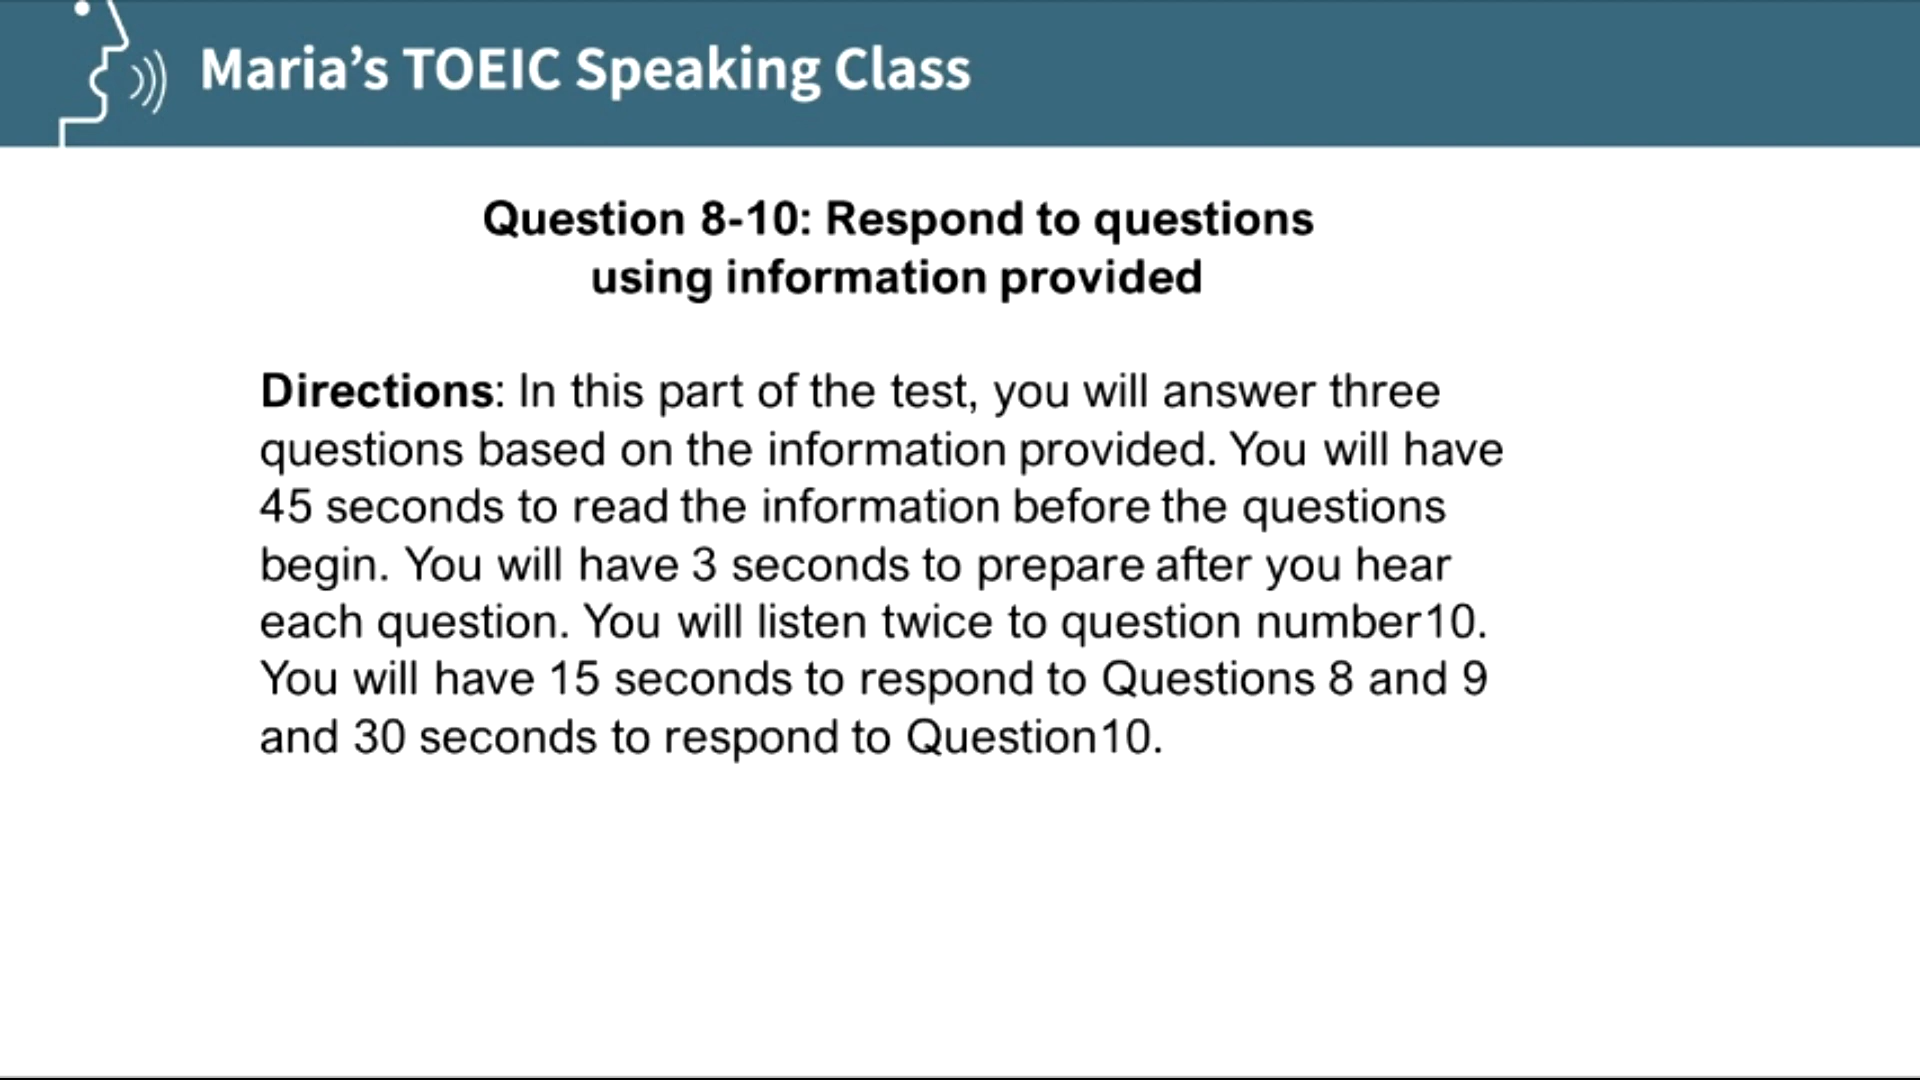 Maria’s TOEIC Speaking Class
Question 8-10: Respond to questions
using information provided
Directions: In this part of the test, you will answer three
questions based on the information provided. You will have
45 seconds to read the information before the questions
begin. You will have 3 seconds to prepare after you hear
each question. You will listen twice to question number10.
You will have 15 seconds to respond to Questions 8 and 9
and 30 seconds to respond to Question10.